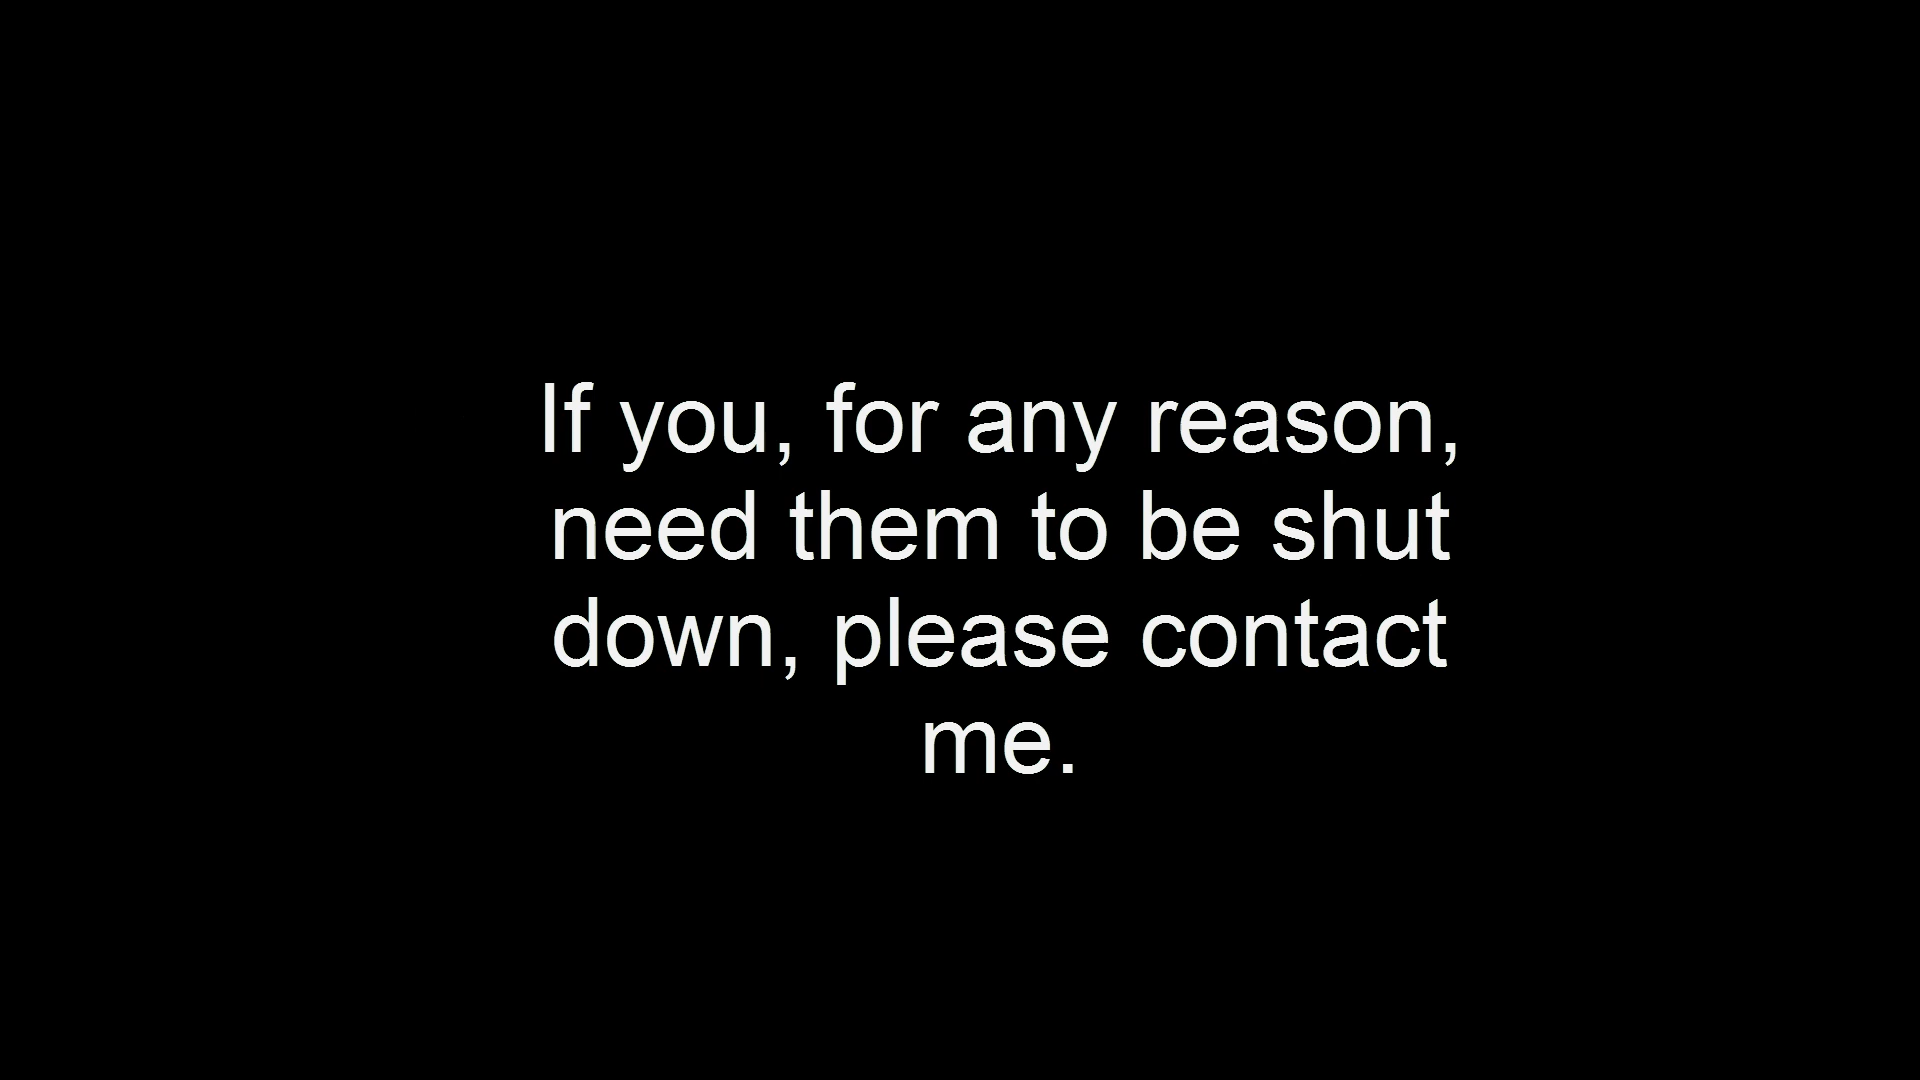 If you, for any reason,
need them to be shut
down, please contact
me.